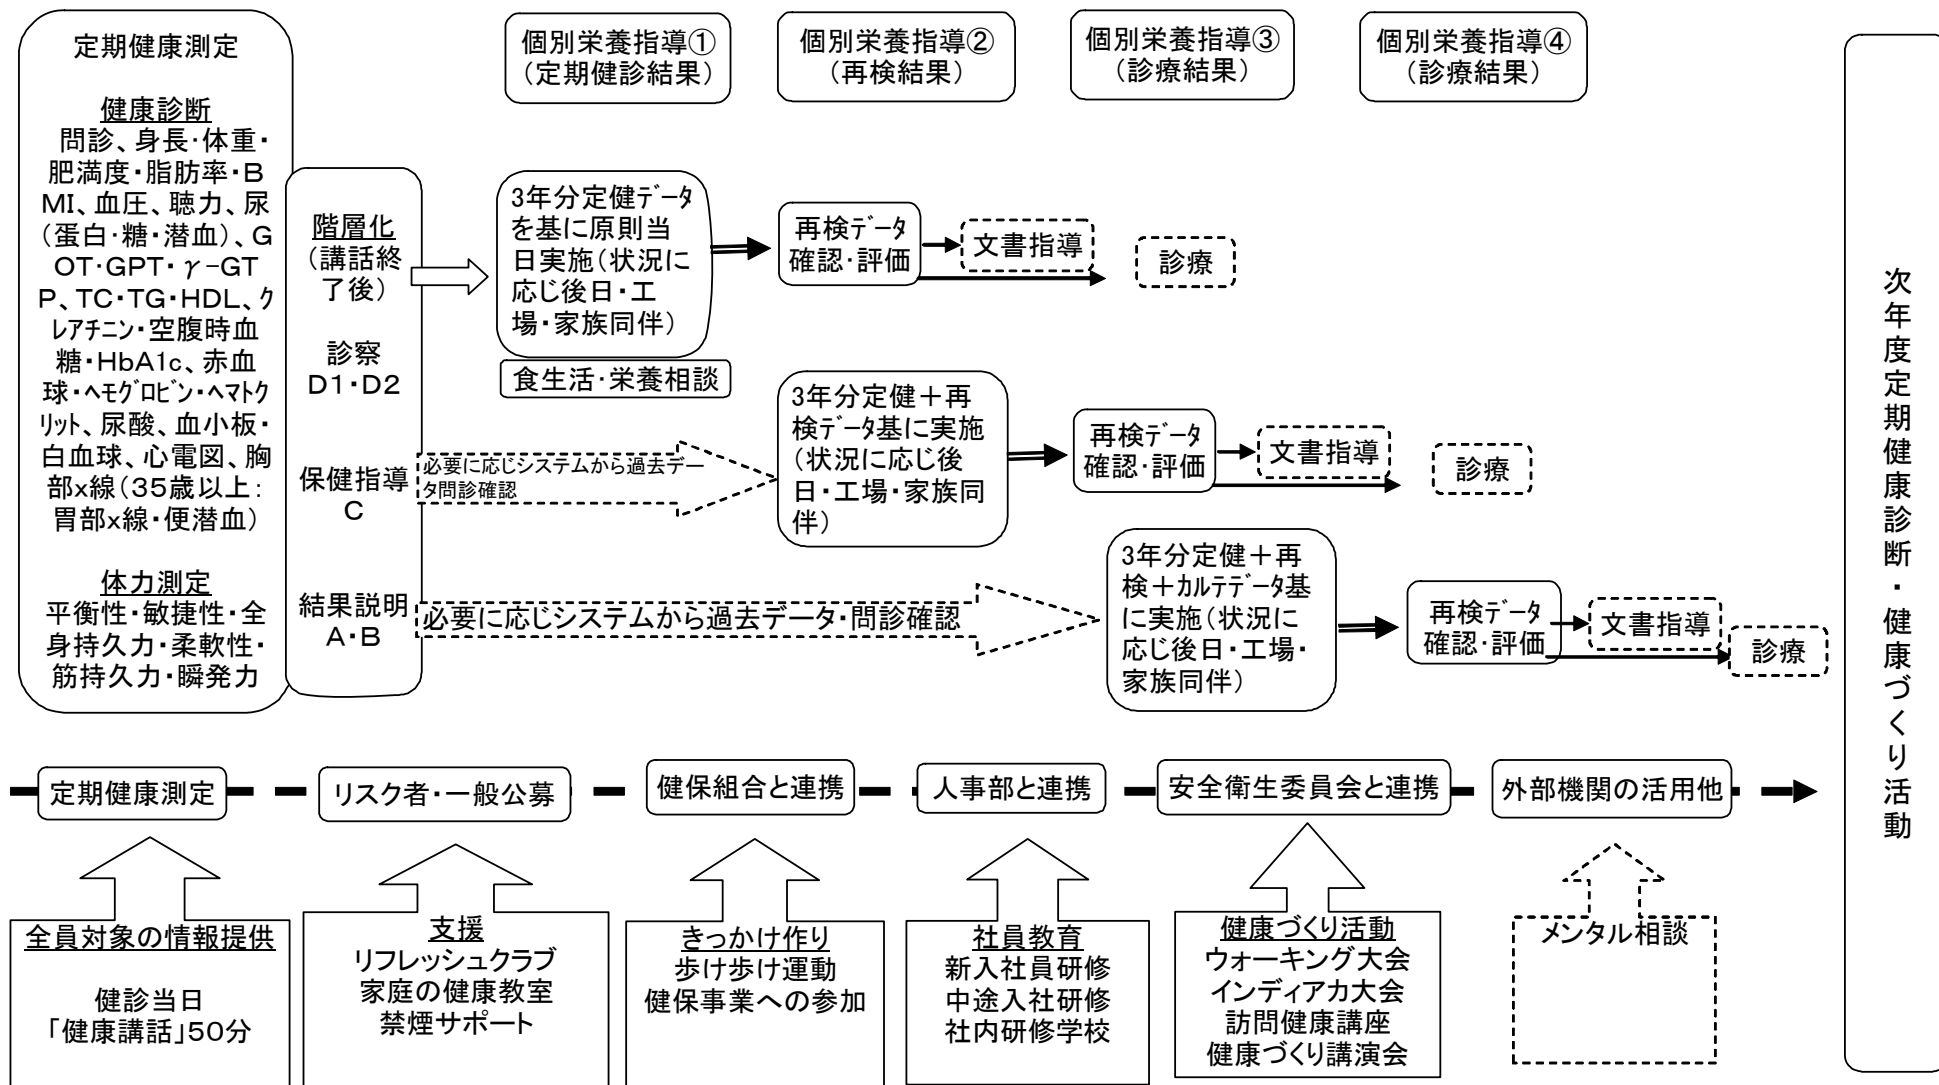 定期健康測定
健康診断
問診、身長・体重・
肥満度・脂肪率・B
MI、血圧、聴力、尿
(蛋白・糖・潜血)、G
OT・GPT・γ-GT
P、TC・TG・HDL、ｸ
ﾚｱﾁﾆﾝ・空腹時血
糖・HbA1c、赤血
球・ﾍﾓｸﾞﾛﾋﾞﾝ・ﾍﾏﾄｸ
ﾘｯﾄ、尿酸、血小板・
白血球、心電図、胸
部x線(35歳以上：
胃部x線・便潜血)
体力測定
平衡性・敏捷性・全
身持久力・柔軟性・
筋持久力・瞬発力
階層化
(講話終
了後)
診察
D1・D2
保健指導
C
結果説明
A・B
個別栄養指導①
(定期健診結果)
個別栄養指導②
(再検結果)
個別栄養指導③
(診療結果)
個別栄養指導④
(診療結果)
3年分定健ﾃﾞｰﾀ
を基に原則当
日実施(状況に
応じ後日・工
場・家族同伴)
食生活・栄養相談
再検ﾃﾞｰﾀ
確認・評価
文書指導
診療
必要に応じシステムから過去デー
タ問診確認
3年分定健＋再
検ﾃﾞｰﾀ基に実施
(状況に応じ後
日・工場・家族同
伴)
再検ﾃﾞｰﾀ
確認・評価
文書指導
診療
必要に応じシステムから過去データ・問診確認
3年分定健＋再
検＋ｶﾙﾃﾃﾞｰﾀ基
に実施(状況に
応じ後日・工場・
家族同伴)
再検ﾃﾞｰﾀ
確認・評価
文書指導
診療
次年度定期健康診断・健康づくり活動
定期健康測定
リスク者・一般公募
健保組合と連携
人事部と連携
安全衛生委員会と連携
外部機関の活用他
全員対象の情報提供
健診当日
「健康講話」50分
支援
リフレッシュクラブ
家庭の健康教室
禁煙サポート
きっかけ作り
歩け歩け運動
健保事業への参加
社員教育
新入社員研修
中途入社研修
社内研修学校
健康づくり活動
ウォーキング大会
インディアカ大会
訪問健康講座
健康づくり講演会
メンタル相談